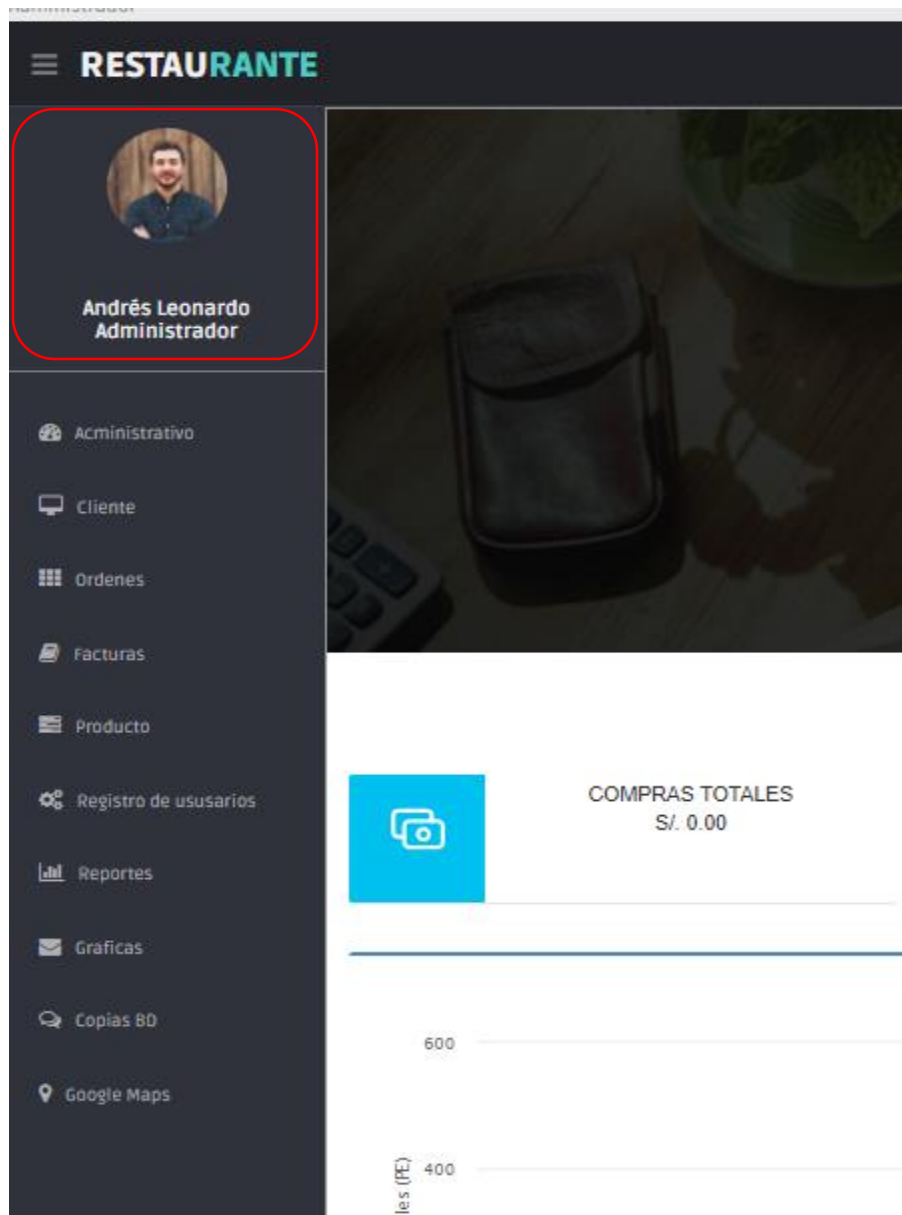 RESTAURANTE
Andrés Leonardo
Administrador
Acministrativo
Cliente
Ordenes
Facturas
Producto
Registro de ususarios
Reportes
Graficas
Copias BD
Google Maps
COMPRAS TOTALES
S/. 0.00
600
400